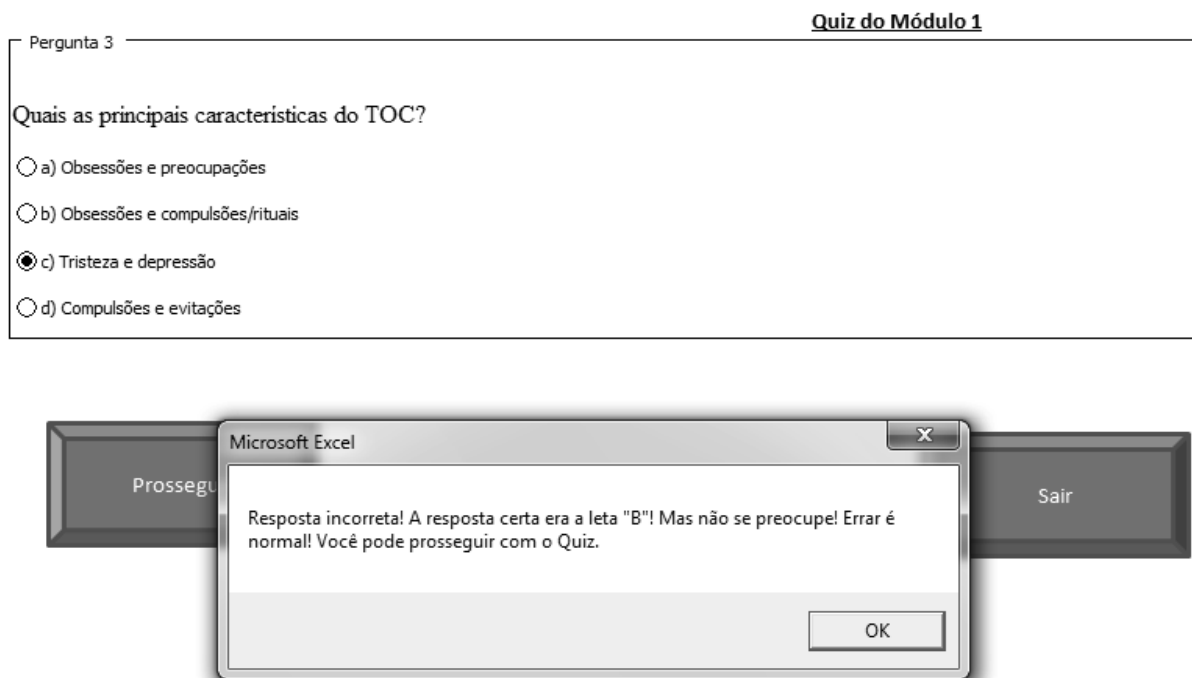 Quiz do Módulo 1
Pergunta 3
Quais as principais características do TOC?
a) Obsessões e preocupações
b) Obsessões e compulsões/rituais
c) Tristeza e depressão
d) Compulsões e evitações
Prossegu
Microsoft Excel
Resposta incorreta! A resposta certa era a leta "B"! Mas não se preocupe! Errar é
normal! Você pode prosseguir com o Quiz.
OK
Sair